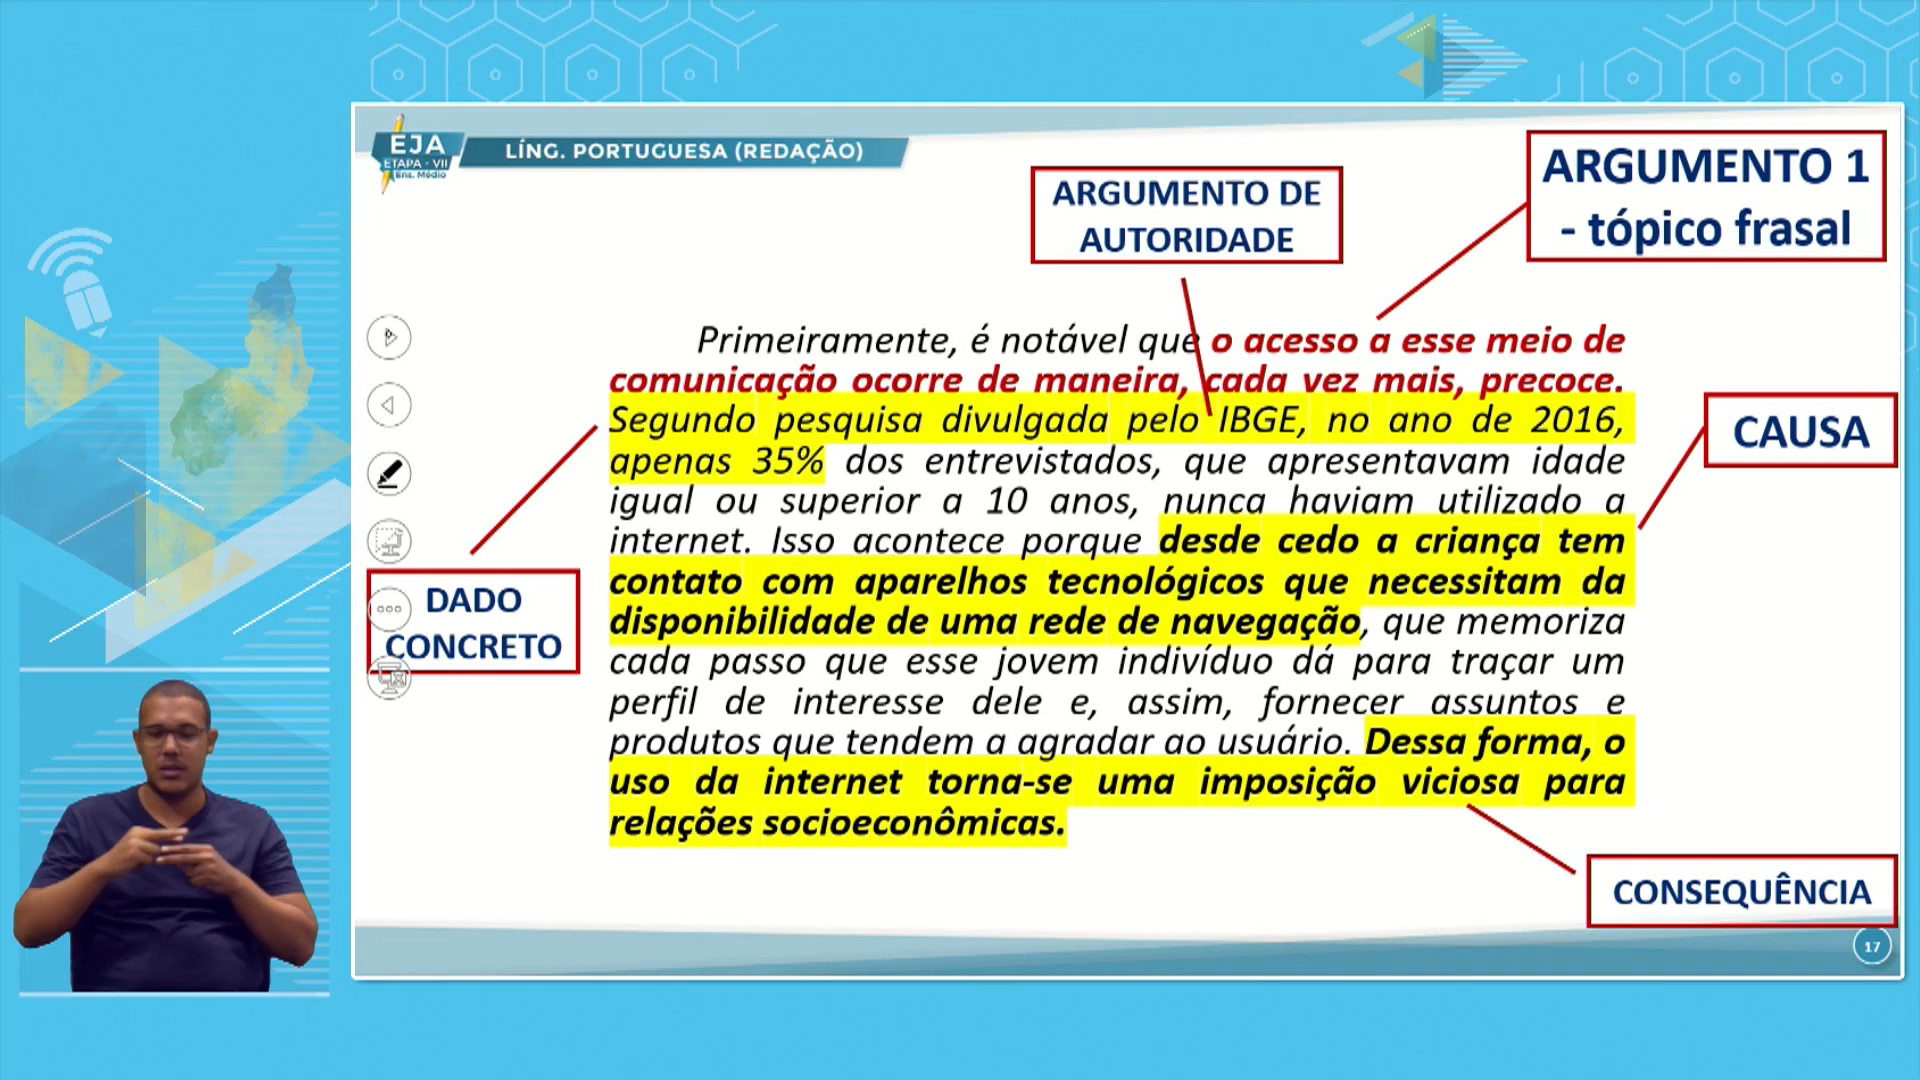 EJA
ETAPA - VII
Ens. Médio
LÍNG. PORTUGUESA (REDAÇÃO)
ARGUMENTO DE
AUTORIDADE
ARGUMENTO 1
- tópico frasal
Primeiramente, é notável que o acesso a esse meio de
comunicação ocorre de maneira, cada vez mais, precoce.
Segundo pesquisa divulgada pelo IBGE, no ano de 2016,
apenas 35% dos entrevistados, que apresentavam idade
igual ou superior a 10 anos, nunca haviam utilizado a
internet. Isso acontece porque desde cedo a criança tem
contato com aparelhos tecnológicos que necessitam da
disponibilidade de uma rede de navegação, que memoriza
cada passo que esse jovem indivíduo dá para traçar um
perfil de interesse dele e, assim, fornecer assuntos e
produtos que tendem a agradar ao usuário. Dessa forma, o
uso da internet torna-se uma imposição viciosa para
relações socioeconômicas.
CAUSA
DADO
CONCRETO
CONSEQUÊNCIA
17